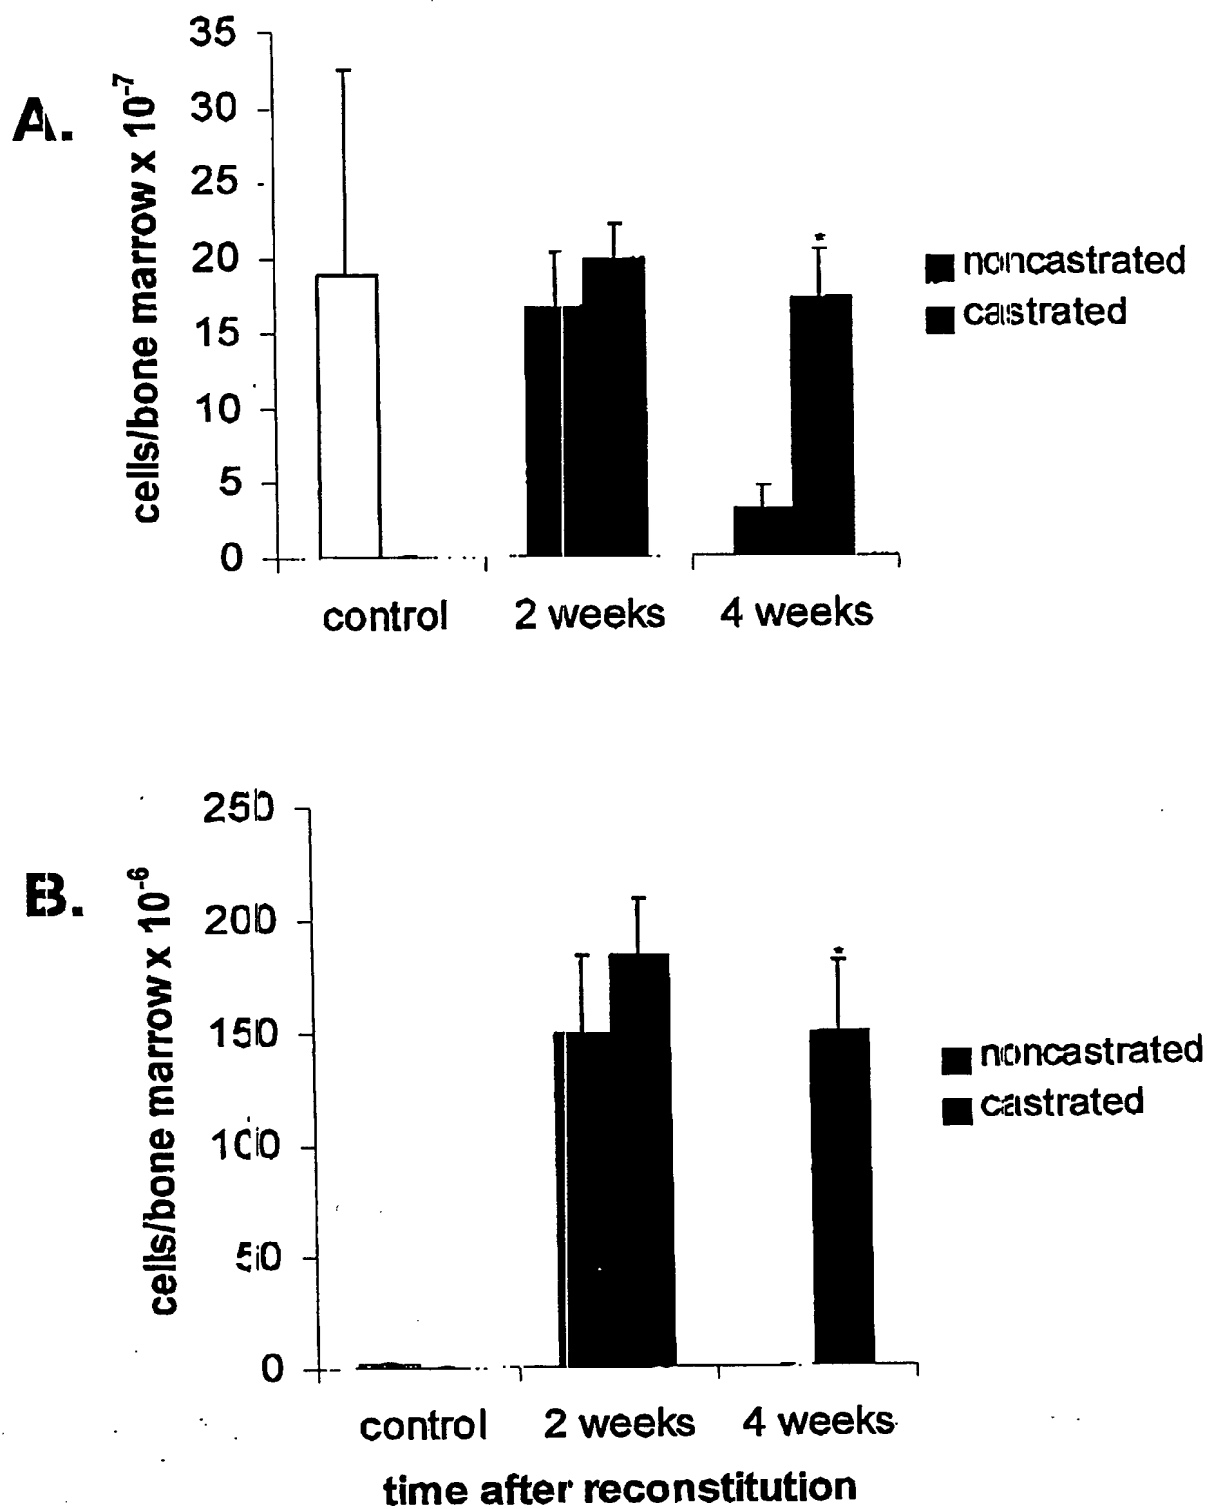 A.
cells/bone marrow x 10-7
35
30
25
20
15
10
5
0
control
2 weeks
4 weeks
*
noncastrated
castrated
B.
cells/bone marrow x 10-6
250
200
150
100
50
0
control
2 weeks
4 weeks
*
noncastrated
castrated
time after reconstitution